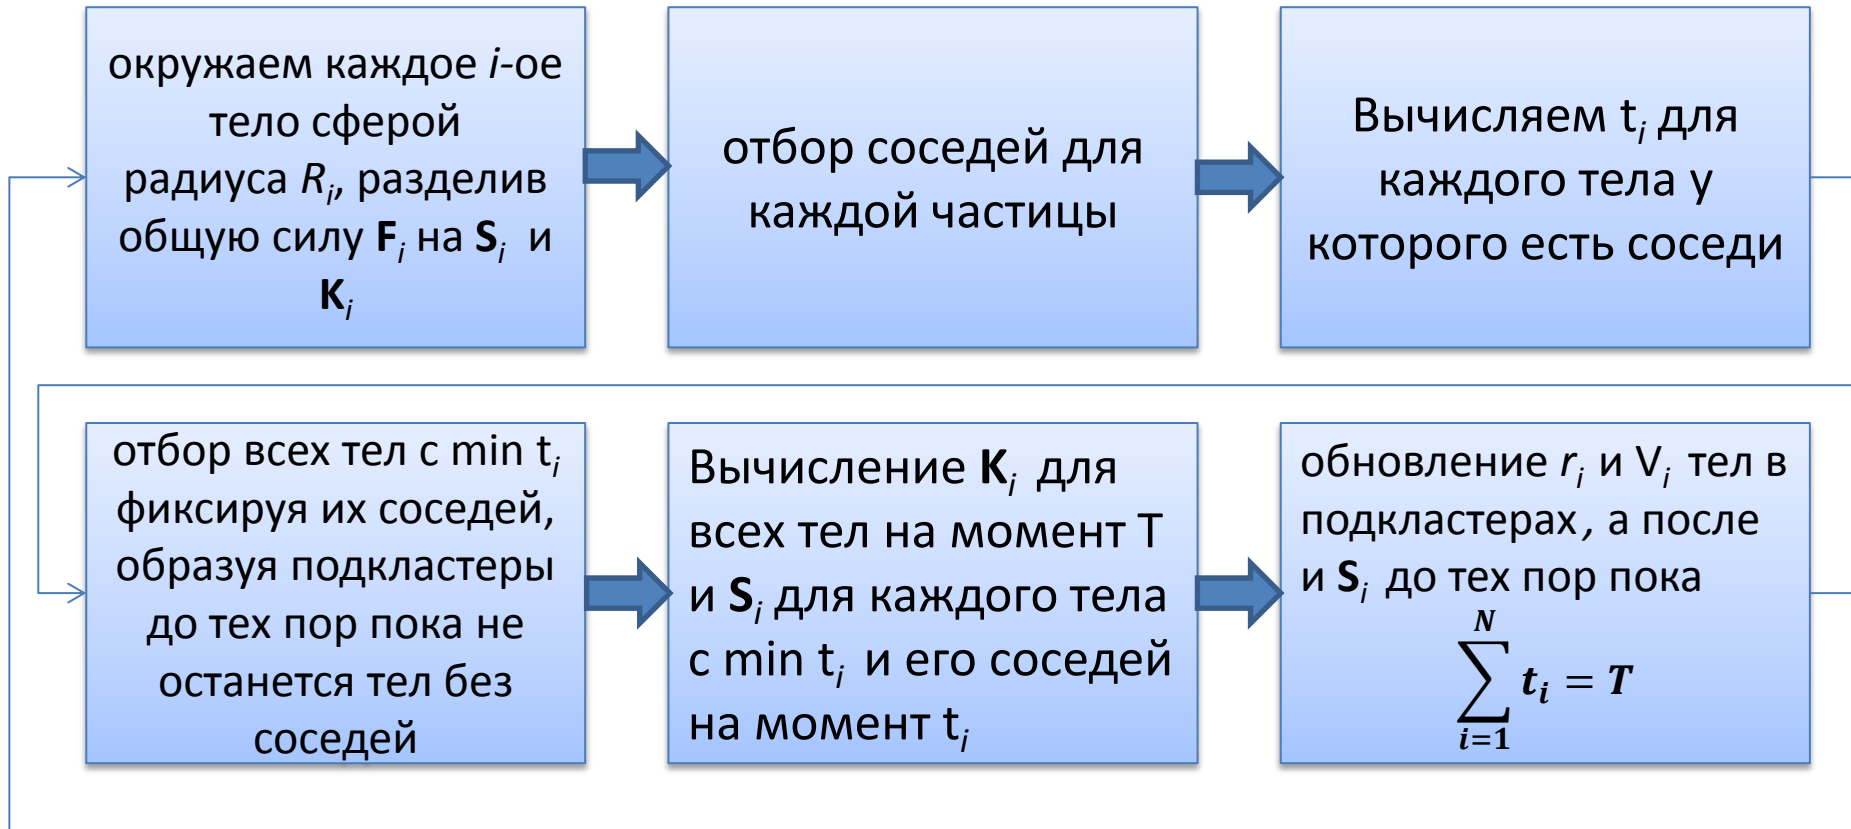 окружаем каждое i-ое
тело сферой
радиуса Rᵢ, разделив
общую силу Fᵢ на Sᵢ и
Kᵢ
отбор соседей для
каждой частицы
Вычисляем tᵢ для
каждого тела у
которого есть соседи
отбор всех тел с min tᵢ
фиксируя их соседей,
образуя подкластеры
до тех пор пока не
останется тел без
соседей
Вычисление Kᵢ для
всех тел на момент T
и Sᵢ для каждого тела
с min tᵢ и его соседей
на момент tᵢ
обновление rᵢ и Vᵢ тел в
подкластерах, а после
и Sᵢ до тех пор пока
N
∑ tᵢ = T
i=1